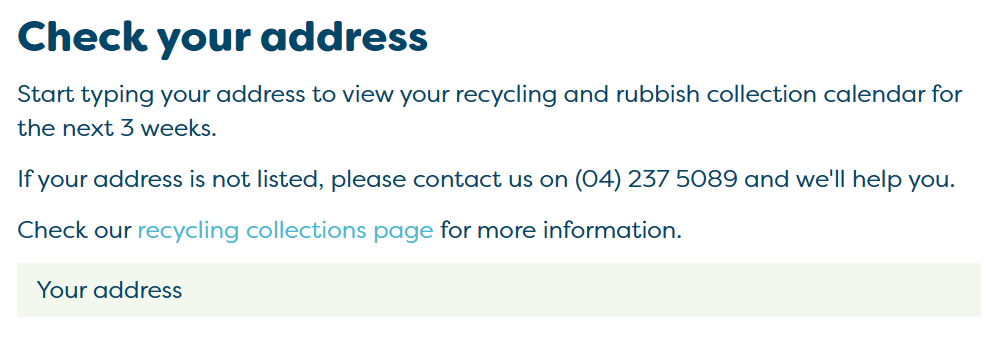 Check your address
Start typing your address to view your recycling and rubbish collection calendar for
the next 3 weeks.
If your address is not listed, please contact us on (04) 237 5089 and we'll help you.
Check our recycling collections page for more information.
Your address